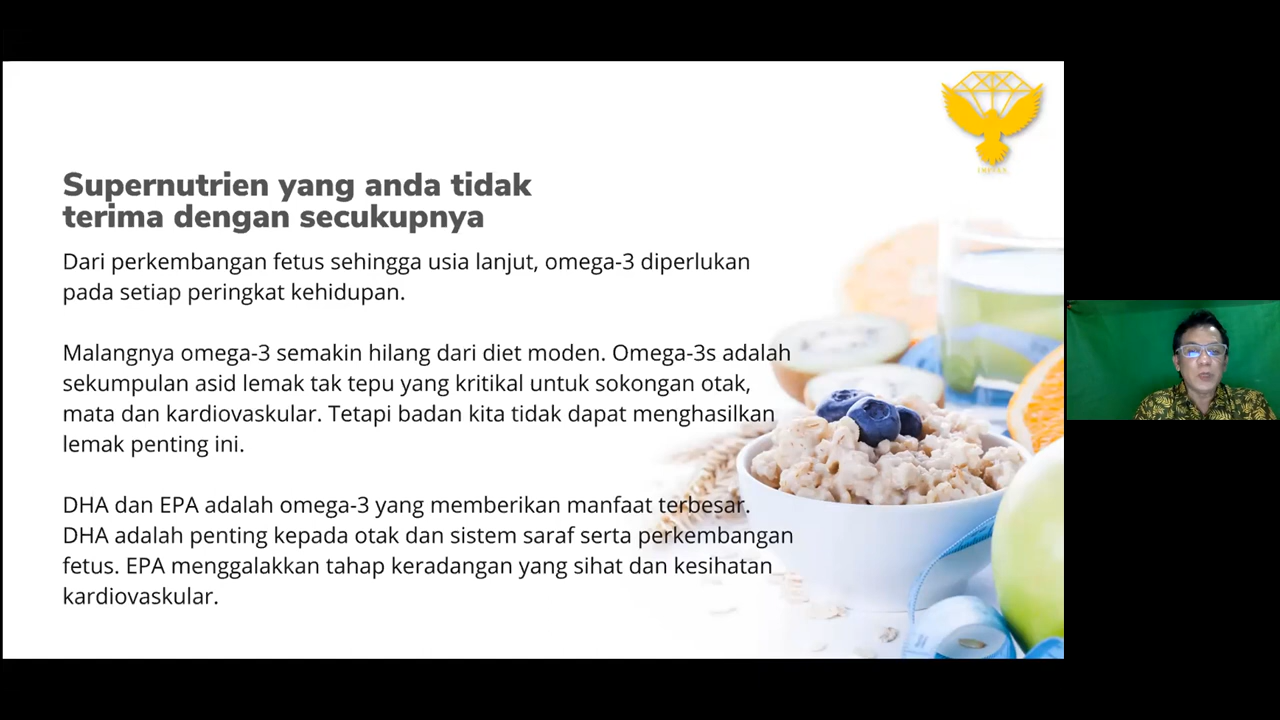 Supernutrien yang anda tidak
terima dengan secukupnya
Dari perkembangan fetus sehingga usia lanjut, omega-3 diperlukan
pada setiap peringkat kehidupan.
Malangnya omega-3 semakin hilang dari diet moden. Omega-3s adalah
sekumpulan asid lemak tak tepu yang kritikal untuk sokongan otak,
mata dan kardiovaskular. Tetapi badan kita tidak dapat menghasilkan
lemak penting ini.
DHA dan EPA adalah omega-3 yang memberikan manfaat terbesar.
DHA adalah penting kepada otak dan sistem saraf serta perkembangan
fetus. EPA menggalakkan tahap keradangan yang sihat dan kesihatan
kardiovaskular.